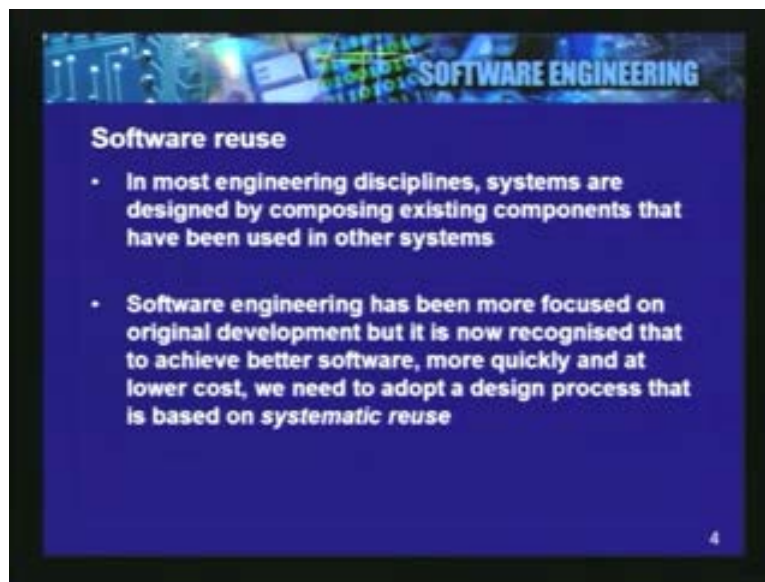 SOFTWARE ENGINEERING
Software reuse
• In most engineering disciplines, systems are
designed by composing existing components that
have been used in other systems
• Software engineering has been more focused on
original development but it is now recognised that
to achieve better software, more quickly and at
lower cost, we need to adopt a design process that
is based on systematic reuse
4